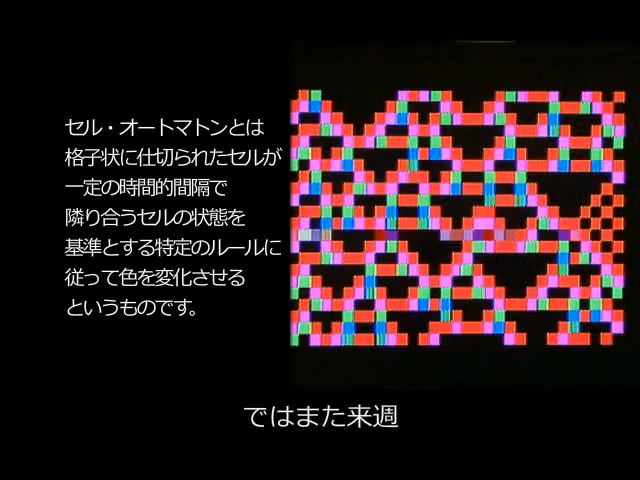 セル・オートマトンとは
格子状に仕切られたセルが
一定の時間的間隔で
隣り合うセルの状態を
基準とする特定のルールに
従って色を変化させる
というものです。
ではまた来週